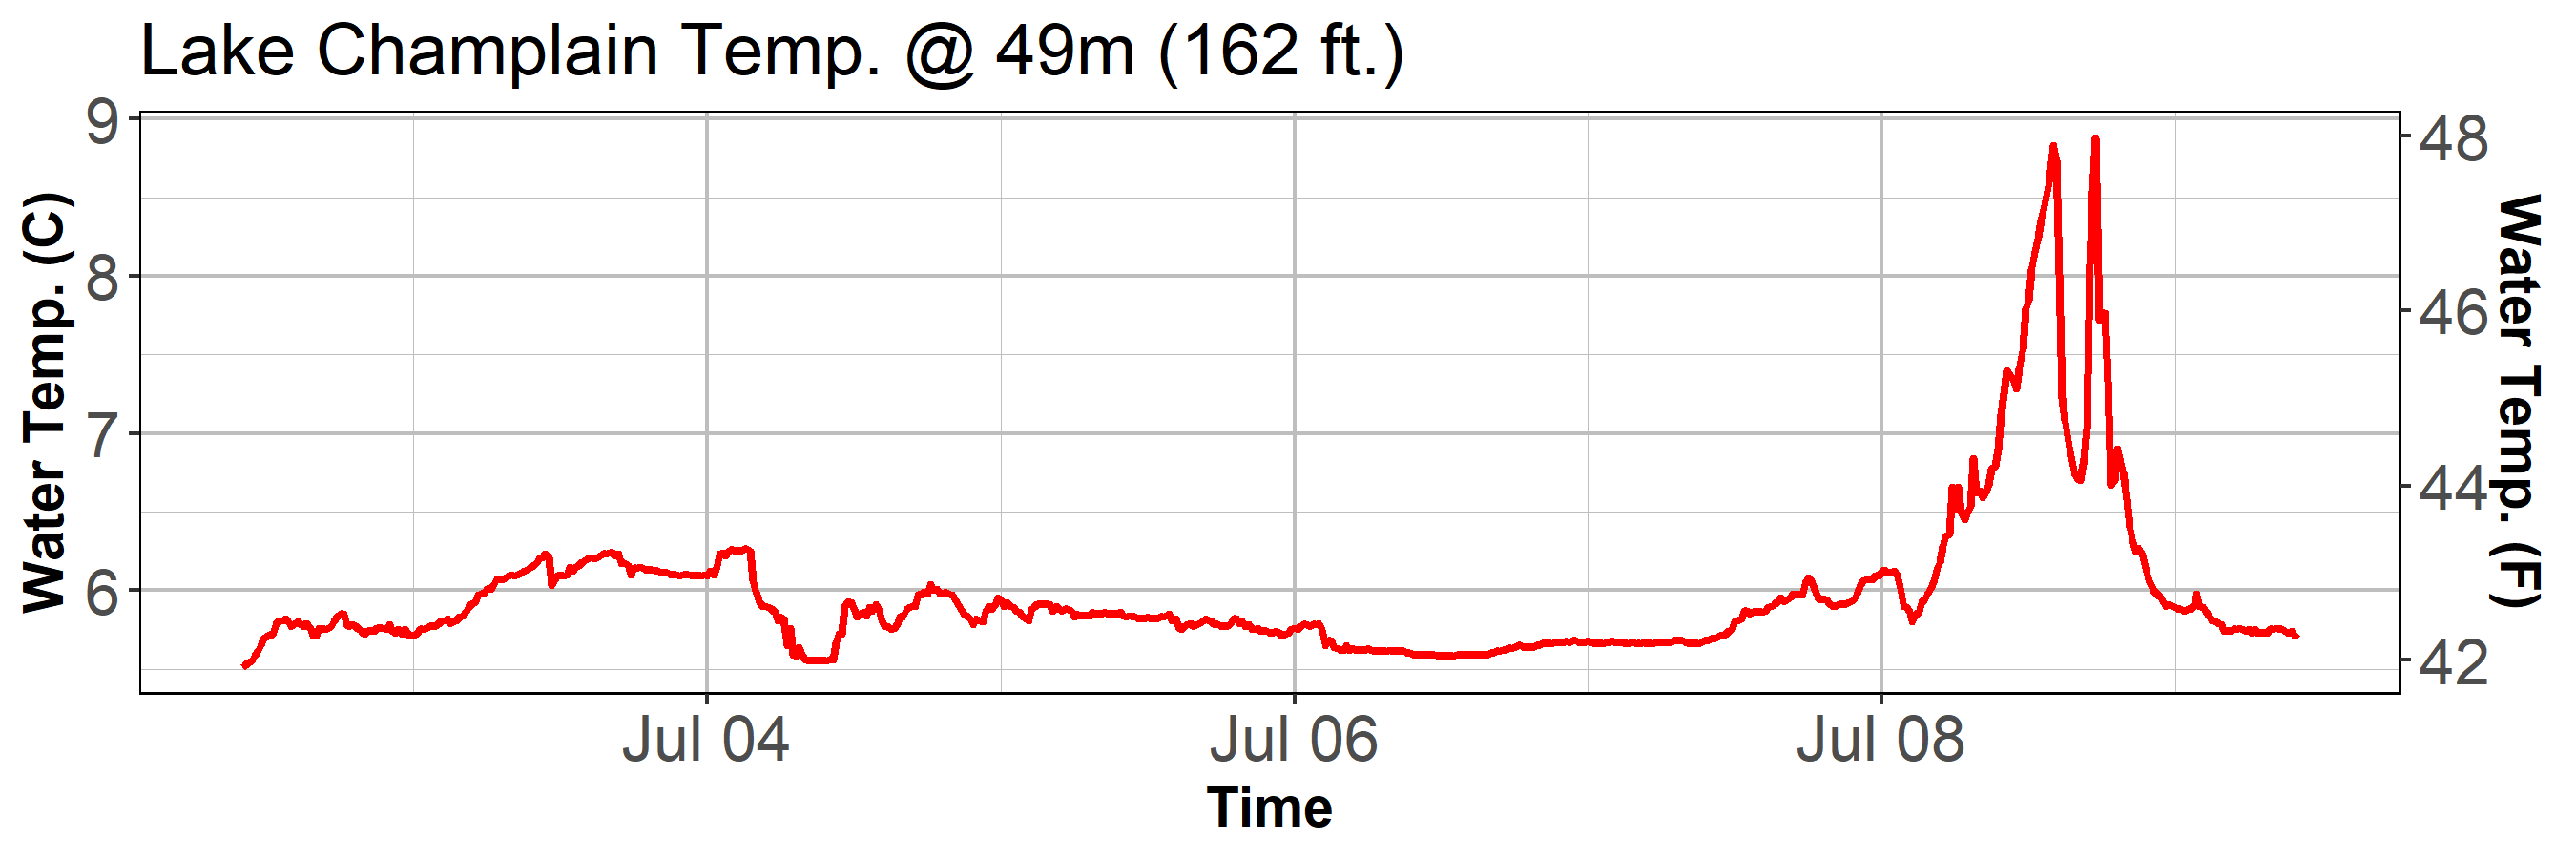 Lake Champlain Temp. @ 49m (162 ft.)
Water Temp. (C)
9
8
7
6
48
46
44
42
Water Temp. (F)
Jul 04 Jul 06 Jul 08
Time